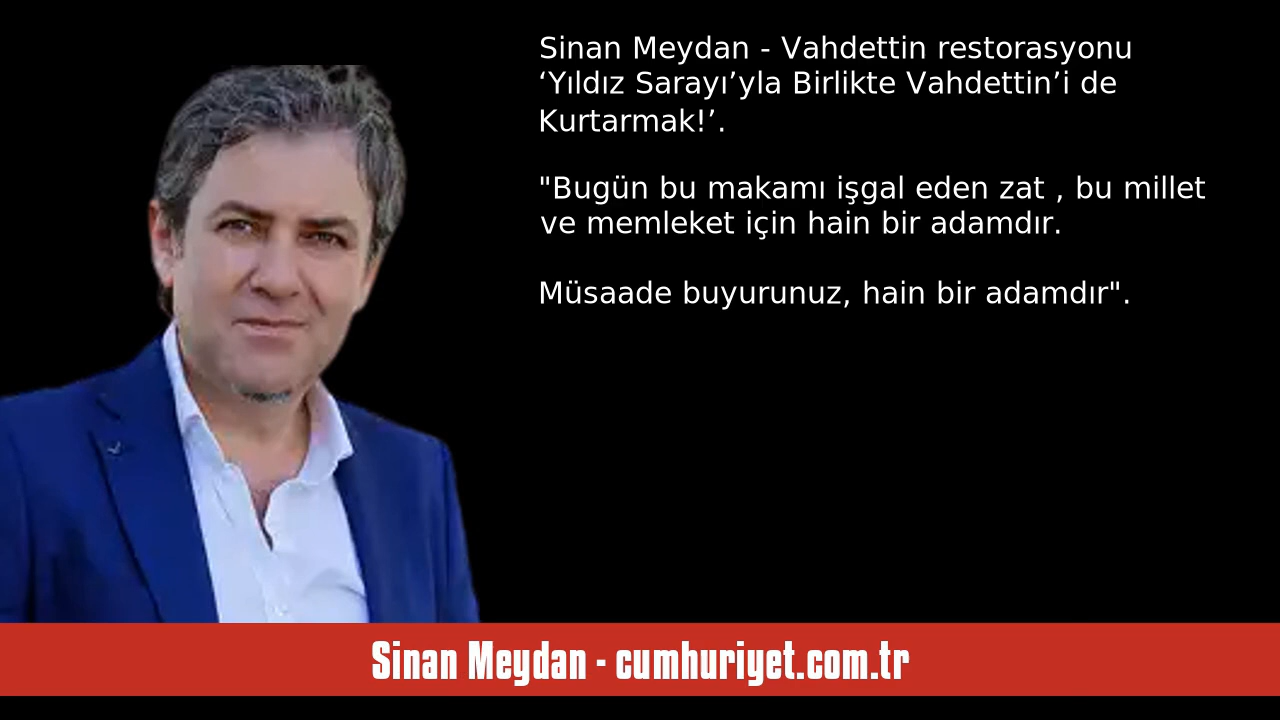 Sinan Meydan - Vahdettin restorasyonu
‘Yıldız Sarayı’yla Birlikte Vahdettin’i de
Kurtarmak!’.
"Bugün bu makamı işgal eden zat , bu millet
ve memleket için hain bir adamdır.
Müsaade buyurunuz, hain bir adamdır".
Sinan Meydan - cumhuriyet.com.tr